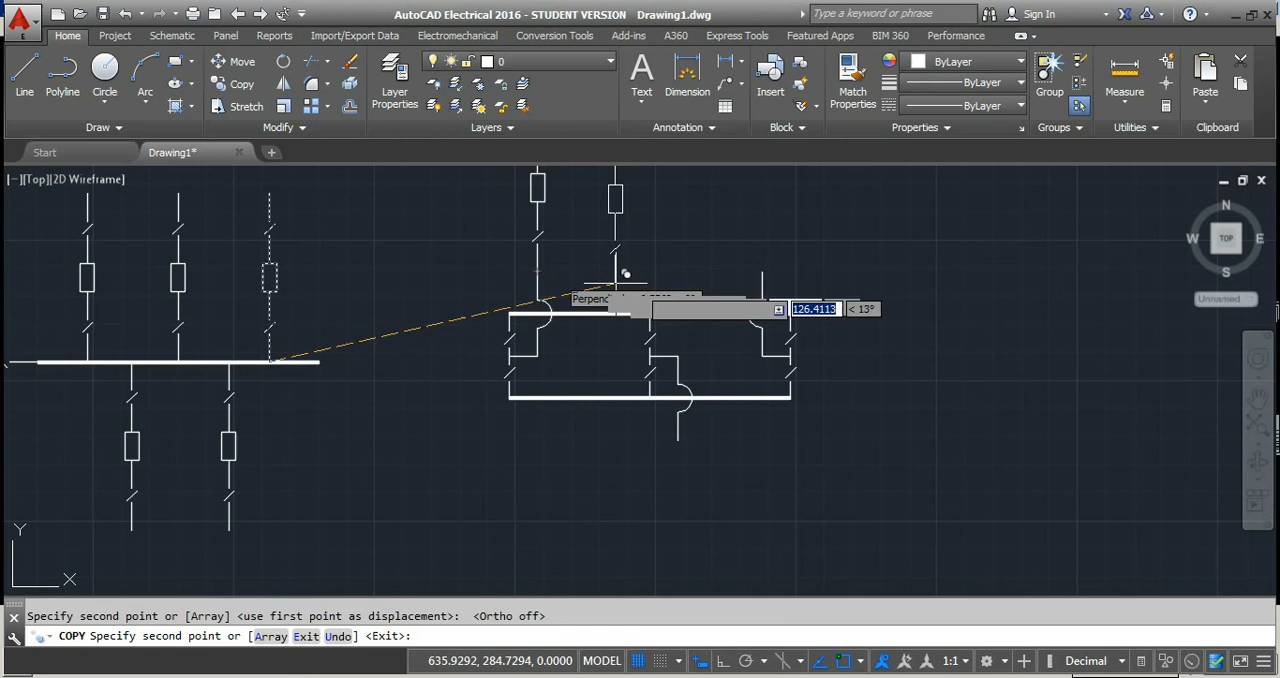 AutoCAD Electrical 2016 - STUDENT VERSION Drawing1.dwg
Type a keyword or phrase
Sign In
E
Home Project Schematic Panel Reports Import/Export Data Electromechanical Conversion Tools Add-ins A360 Express Tools Featured Apps BIM 360 Performance
Line Polyline Circle Arc
Move
Copy
Stretch
Layer Properties
0
Text Dimension
Insert
Match Properties
ByLayer
ByLayer
ByLayer
Group
Measure
Paste
Draw Modify Layers Annotation Block Properties Groups Utilities Clipboard
Start Drawing1*
[−][Top][2D Wireframe]
N
W TOP E
S
Unnamed
126.4113 < 13°
Y
X
Specify second point or [Array] <use first point as displacement>: <Ortho off>
COPY Specify second point or [Array Exit Undo] <Exit>:
635.9292, 284.7294, 0.0000 MODEL 1:1 Decimal